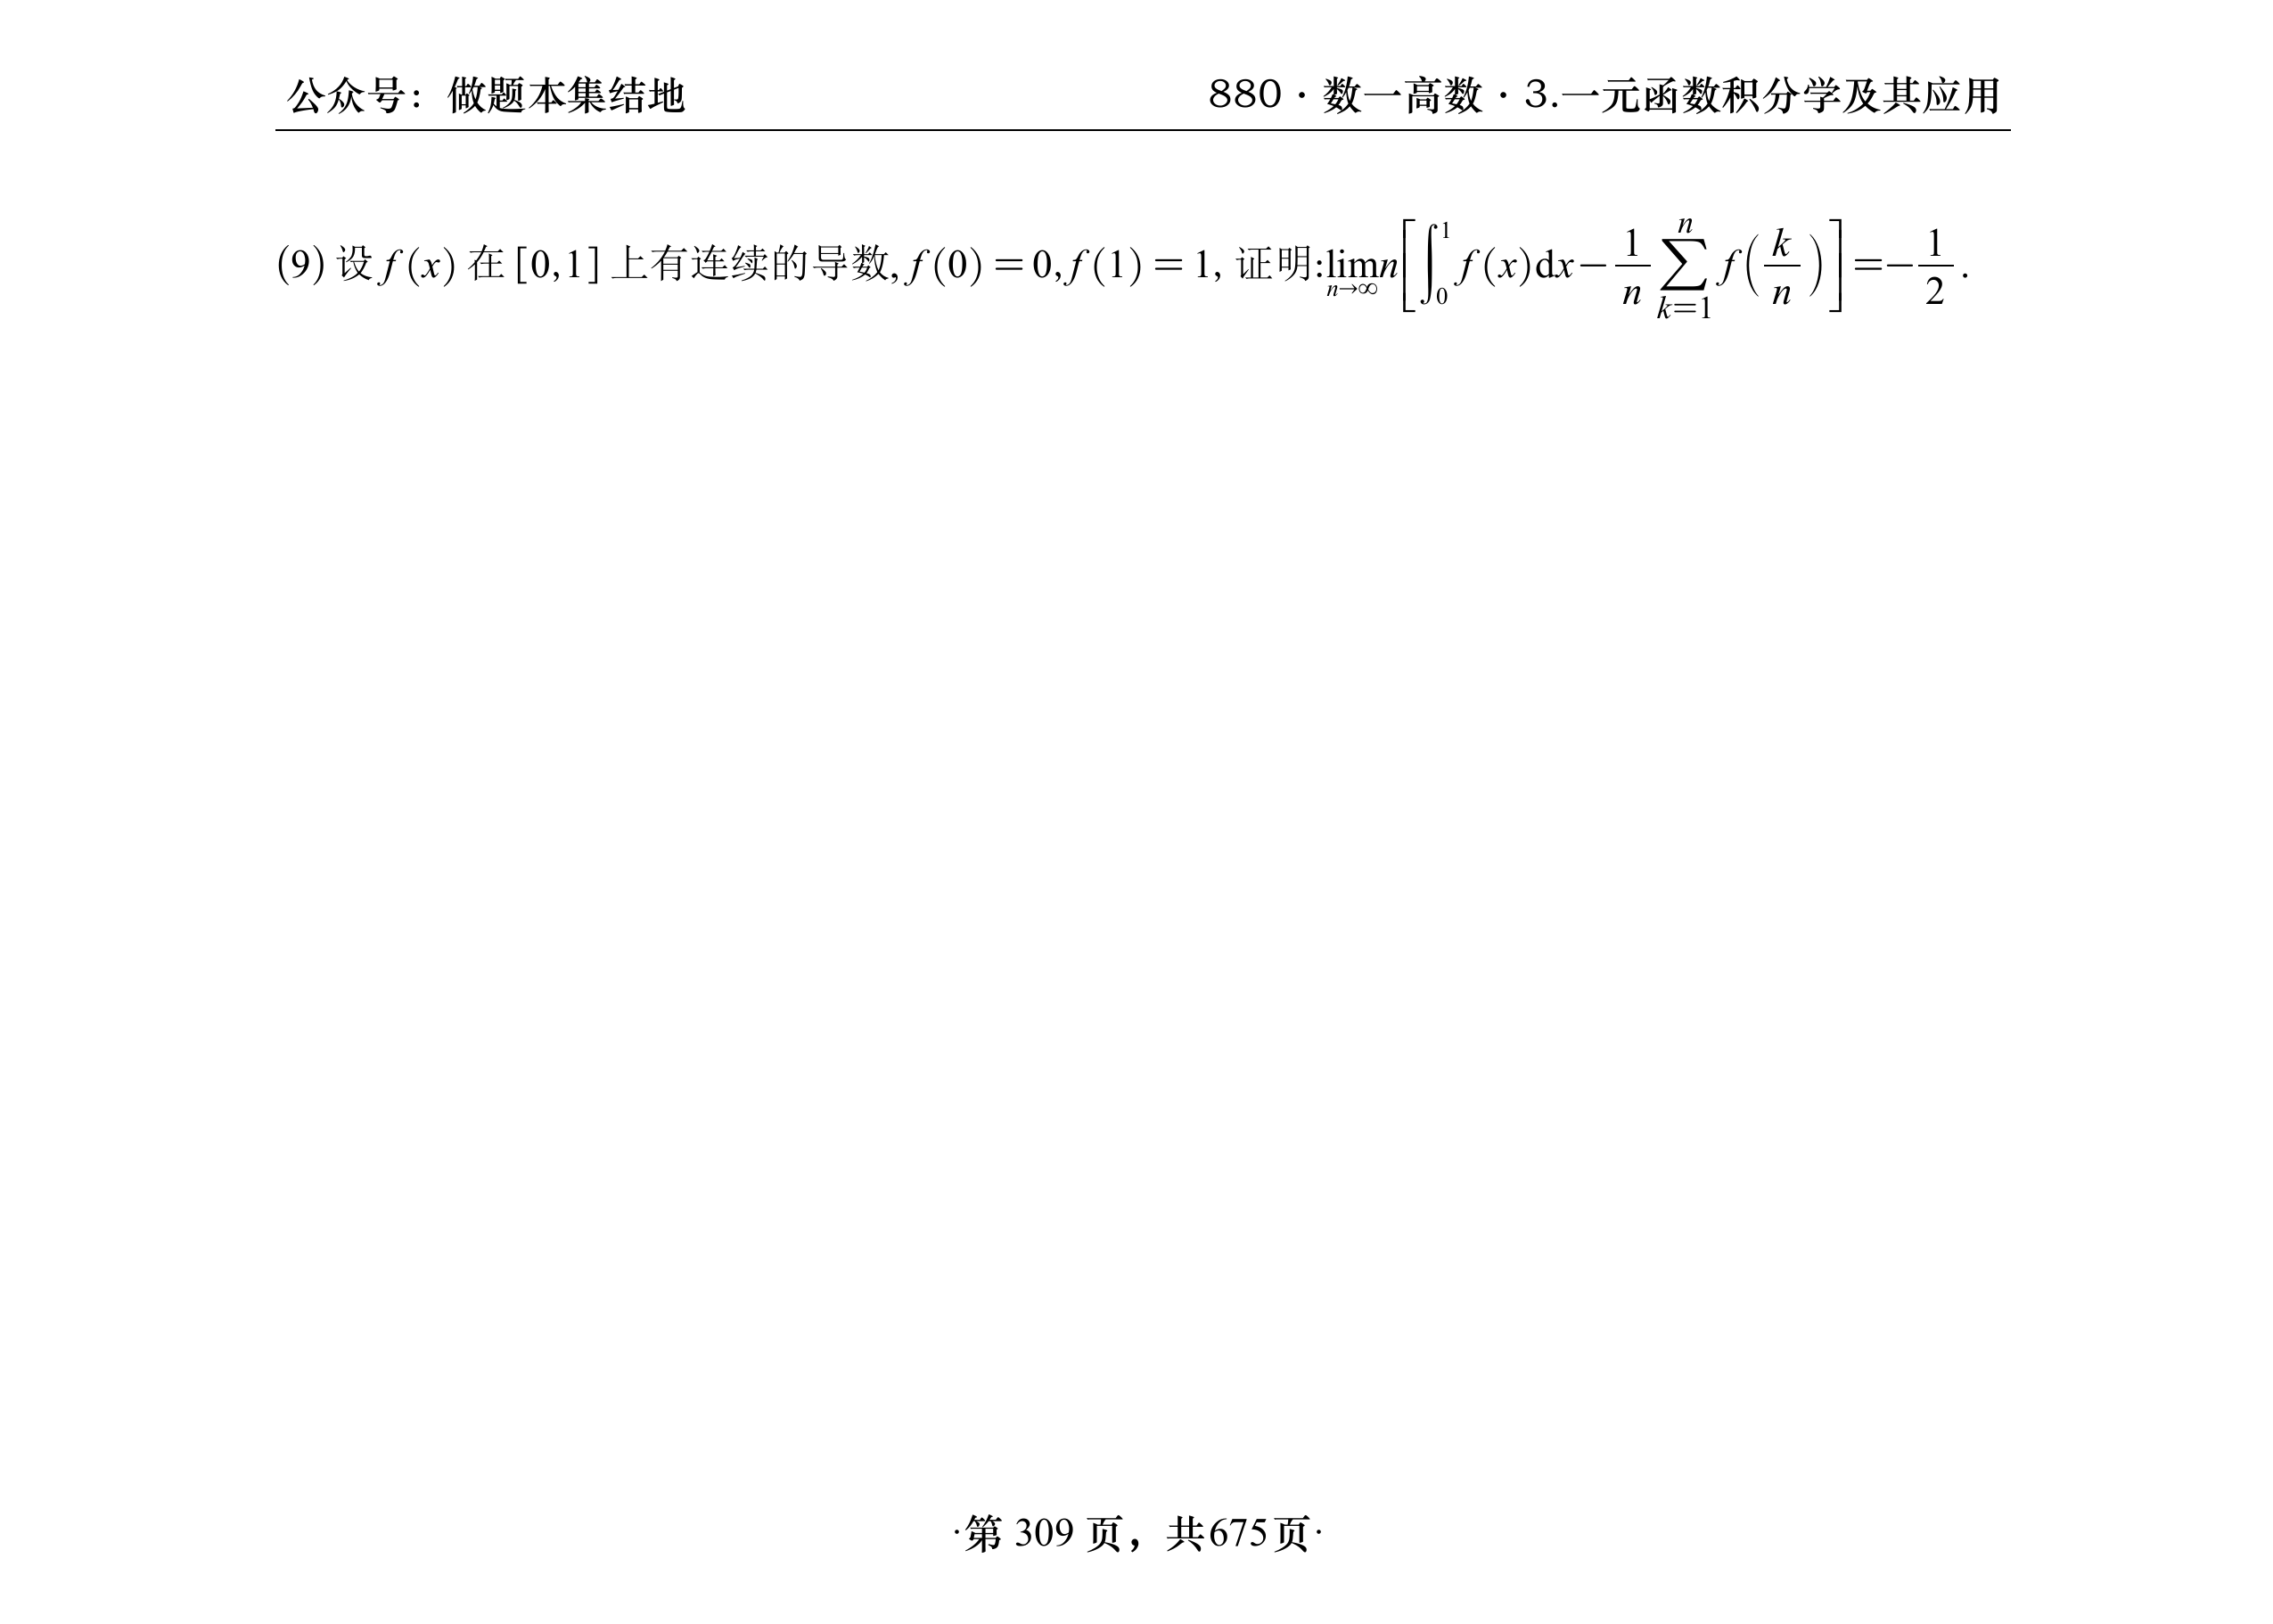 公众号：做题本集结地
880·数一高数·3.一元函数积分学及其应用
(9) 设 f(x) 在 [0,1] 上有连续的导数, f(0)=0, f(1)=1, 证明: \lim_{n→∞} n\left[\int_0^1 f(x)dx-\frac{1}{n}\sum_{k=1}^{n} f\left(\frac{k}{n}\right)\right]=-\frac{1}{2}.
·第 309 页，共675页·